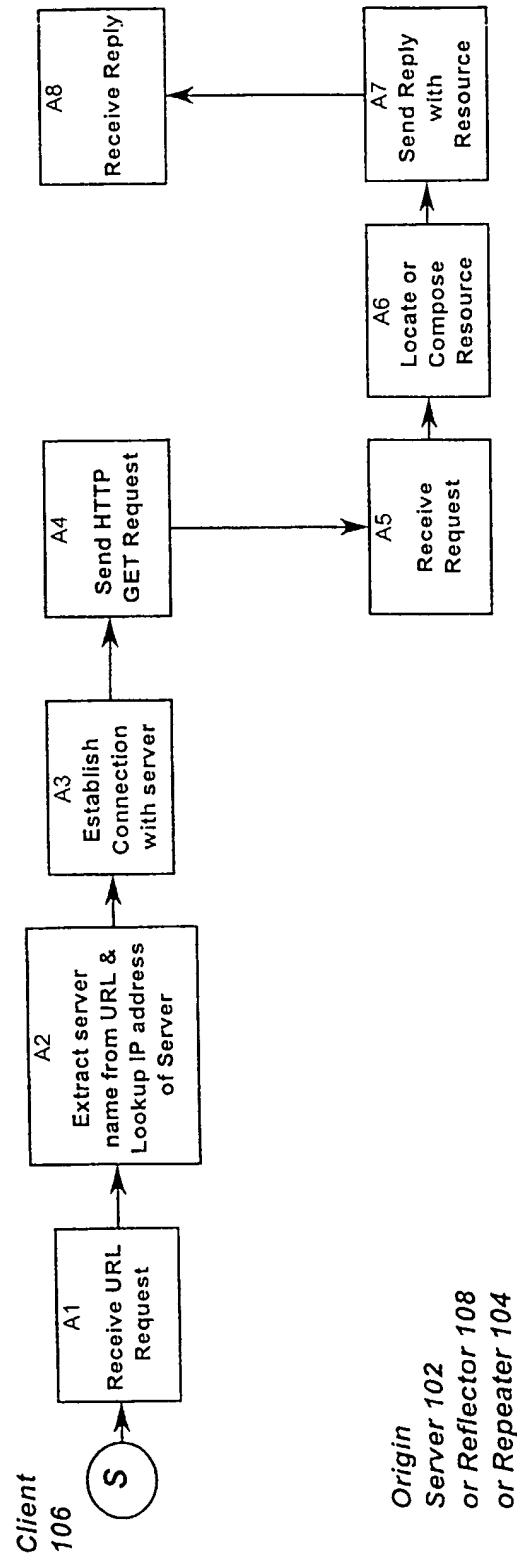 Client
106
S
A1
Receive URL
Request
A2
Extract server
name from URL &
Lookup IP address
of Server
A3
Establish
Connection
with server
A4
Send HTTP
GET Request
A8
Receive Reply
Origin
Server 102
or Reflector 108
or Repeater 104
A5
Receive
Request
A6
Locate or
Compose
Resource
A7
Send Reply
with
Resource